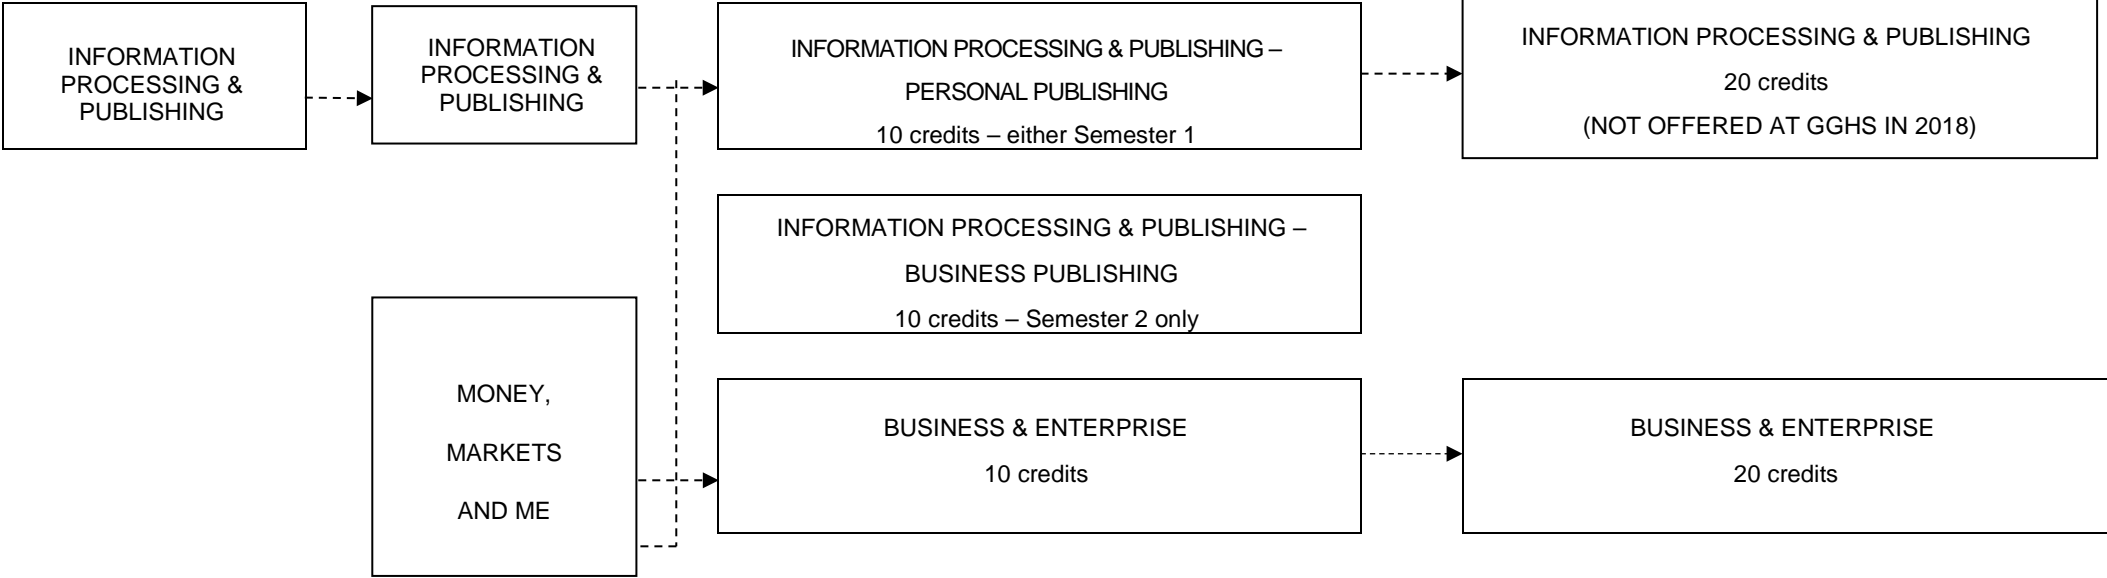 INFORMATION
PROCESSING &
PUBLISHING
INFORMATION
PROCESSING &
PUBLISHING
INFORMATION PROCESSING & PUBLISHING –
PERSONAL PUBLISHING
10 credits – either Semester 1
INFORMATION PROCESSING & PUBLISHING
20 credits
(NOT OFFERED AT GGHS IN 2018)
INFORMATION PROCESSING & PUBLISHING –
BUSINESS PUBLISHING
10 credits – Semester 2 only
MONEY,
MARKETS
AND ME
BUSINESS & ENTERPRISE
10 credits
BUSINESS & ENTERPRISE
20 credits